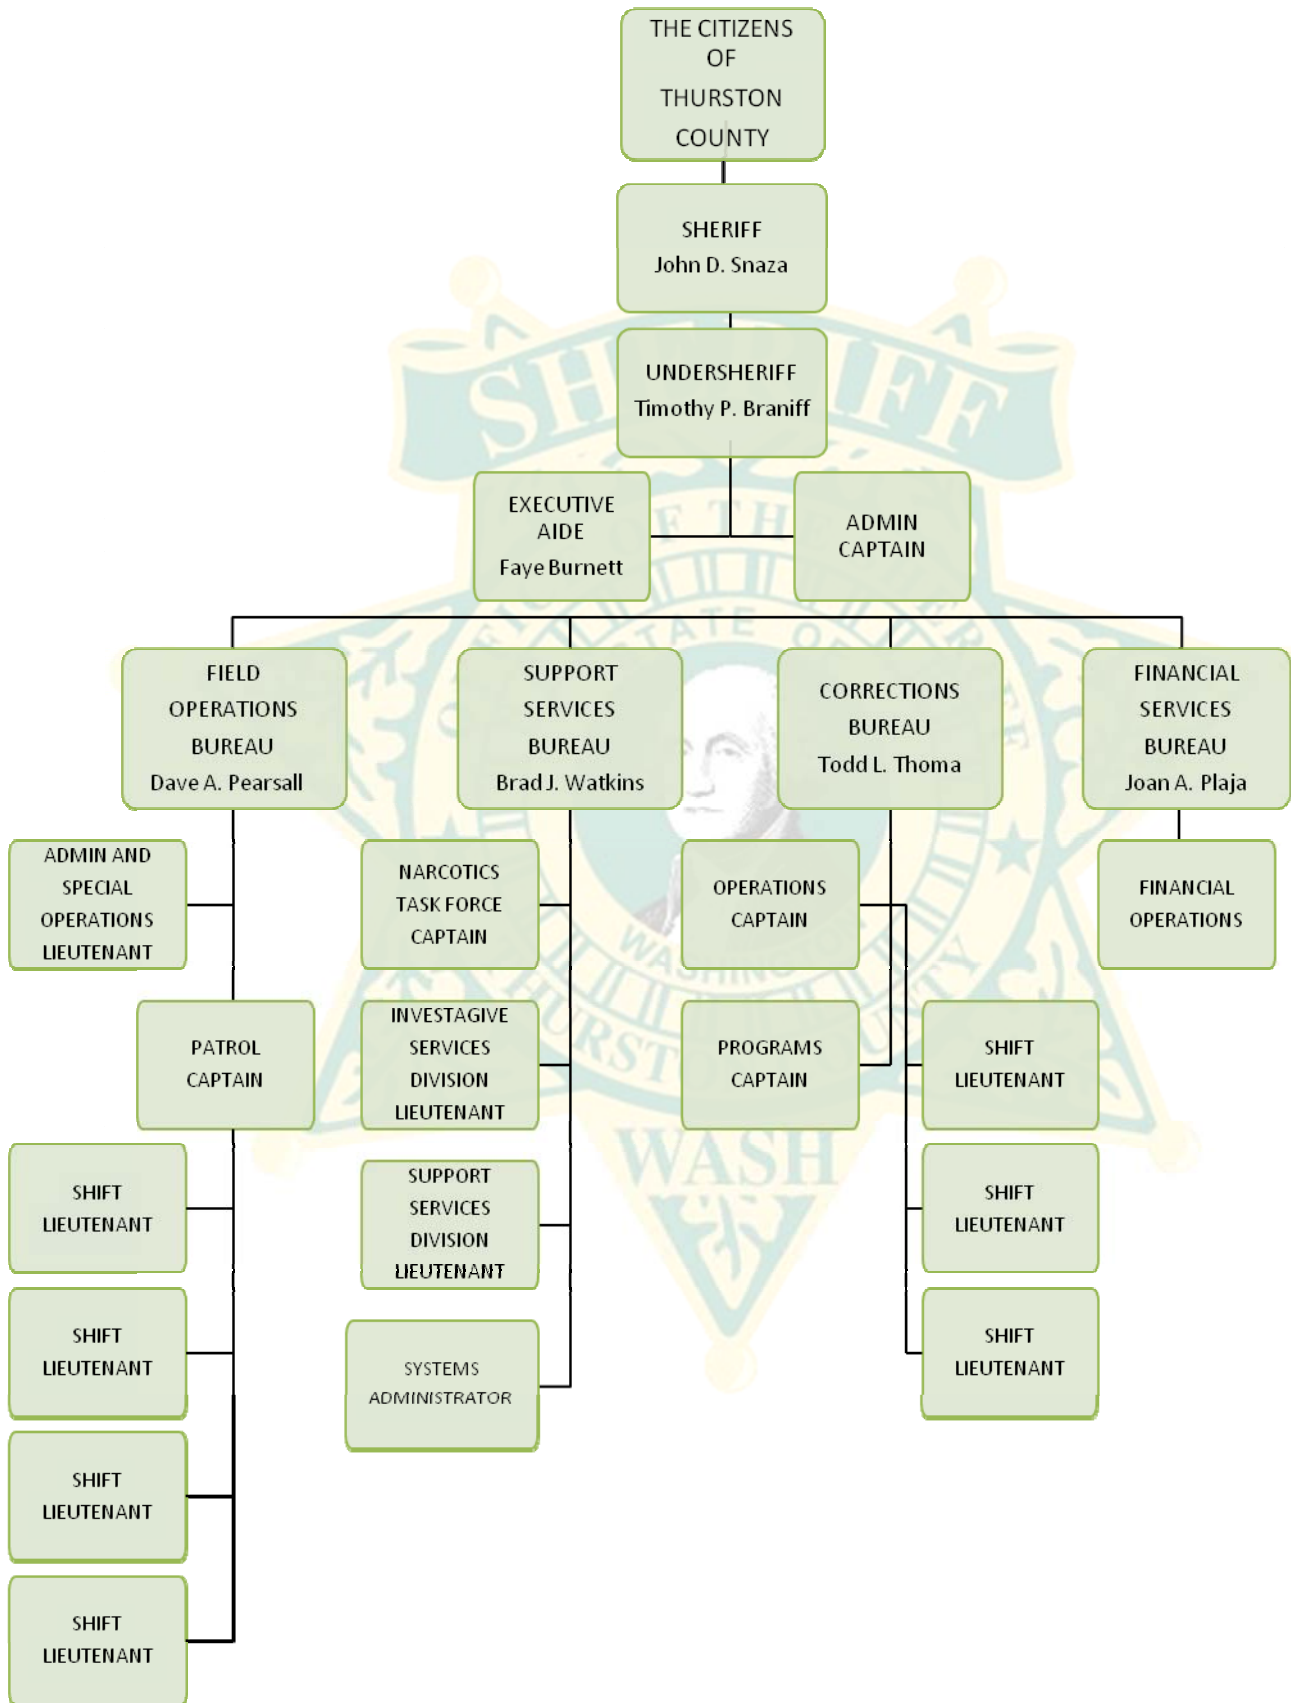 THE CITIZENS
OF
THURSTON
COUNTY
SHERIFF
John D. Snaza
UNDERSHERIFF
Timothy P. Braniff
EXECUTIVE
AIDE
Faye Burnett
ADMIN
CAPTAIN
FIELD
OPERATIONS
BUREAU
Dave A. Pearsall
SUPPORT
SERVICES
BUREAU
Brad J. Watkins
CORRECTIONS
BUREAU
Todd L. Thoma
FINANCIAL
SERVICES
BUREAU
Joan A. Plaja
ADMIN AND
SPECIAL
OPERATIONS
LIEUTENANT
NARCOTICS
TASK FORCE
CAPTAIN
OPERATIONS
CAPTAIN
FINANCIAL
OPERATIONS
PATROL
CAPTAIN
INVESTAGIVE
SERVICES
DIVISION
LIEUTENANT
PROGRAMS
CAPTAIN
SHIFT
LIEUTENANT
SHIFT
LIEUTENANT
SUPPORT
SERVICES
DIVISION
LIEUTENANT
SHIFT
LIEUTENANT
SHIFT
LIEUTENANT
SYSTEMS
ADMINISTRATOR
SHIFT
LIEUTENANT
SHIFT
LIEUTENANT
SHIFT
LIEUTENANT
SHERIFF
STATE OF
WASH